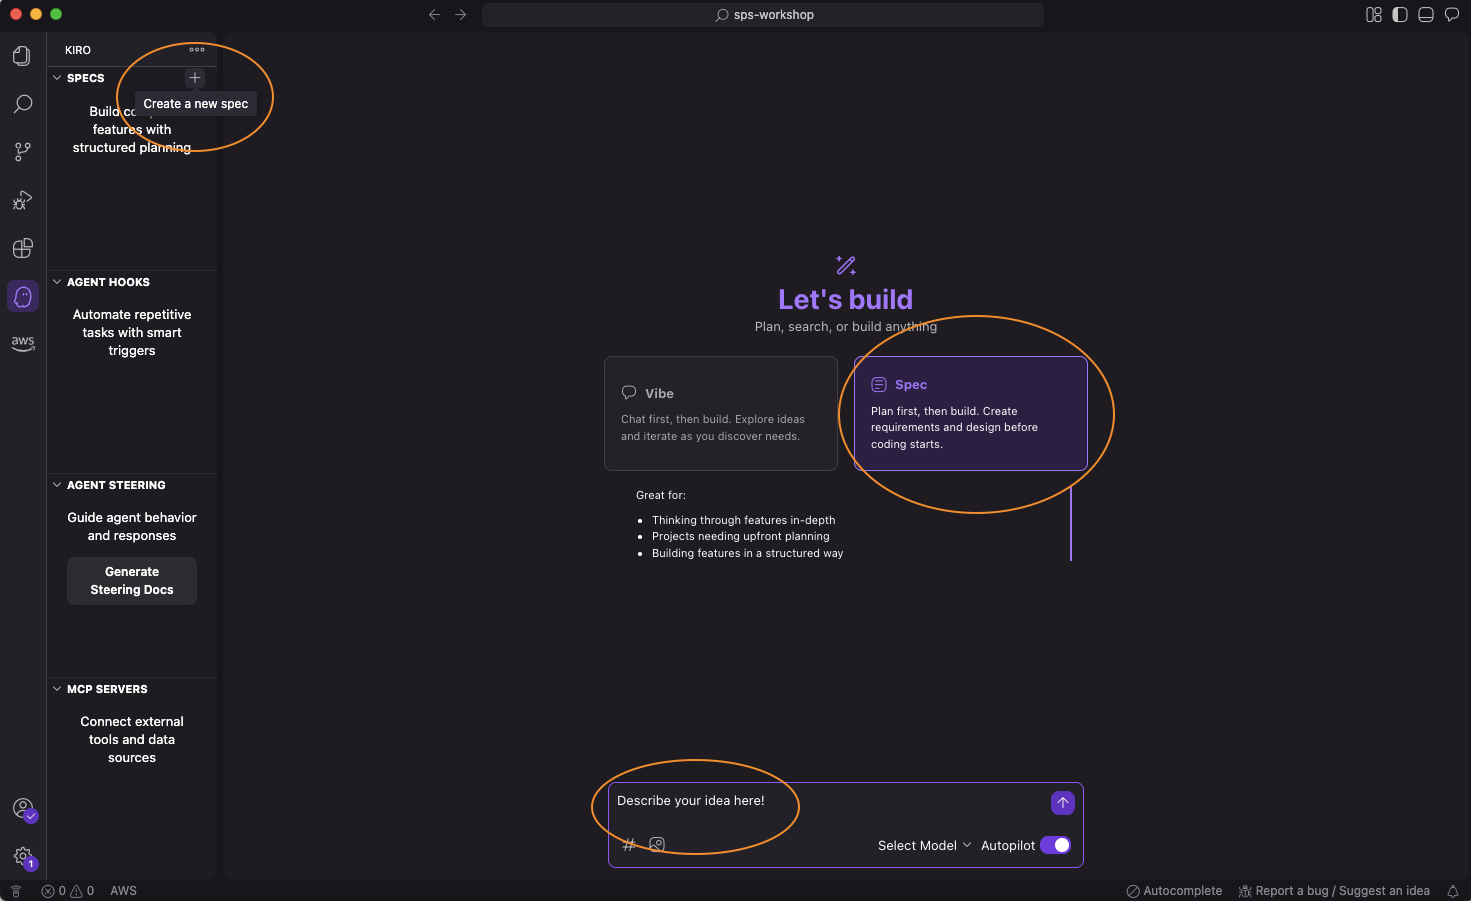 sps-workshop
KIRO
SPECS
Create a new spec
Build co
features with
structured planning
AGENT HOOKS
Automate repetitive
tasks with smart
triggers
aws
AGENT STEERING
Guide agent behavior
and responses
Generate
Steering Docs
MCP SERVERS
Connect external
tools and data
sources
1
Let's build
Plan, search, or build anything
Vibe
Chat first, then build. Explore ideas
and iterate as you discover needs.
Spec
Plan first, then build. Create
requirements and design before
coding starts.
Great for:
• Thinking through features in-depth
• Projects needing upfront planning
• Building features in a structured way
Describe your idea here!
#
Select Model
Autopilot
0 0 AWS
Autocomplete
Report a bug / Suggest an idea